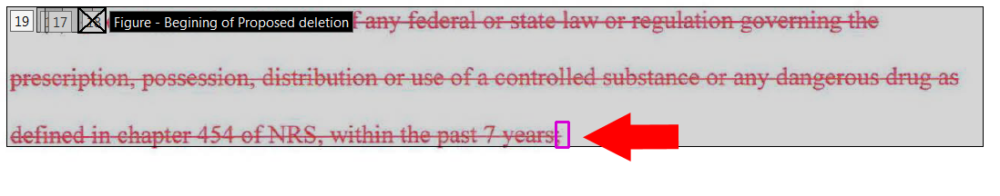 19 17 Figure - Begining of Proposed deletion f any federal or state law or regulation governing the
prescription, possession, distribution or use of a controlled substance or any dangerous drug as
defined in chapter 454 of NRS, within the past 7 years;